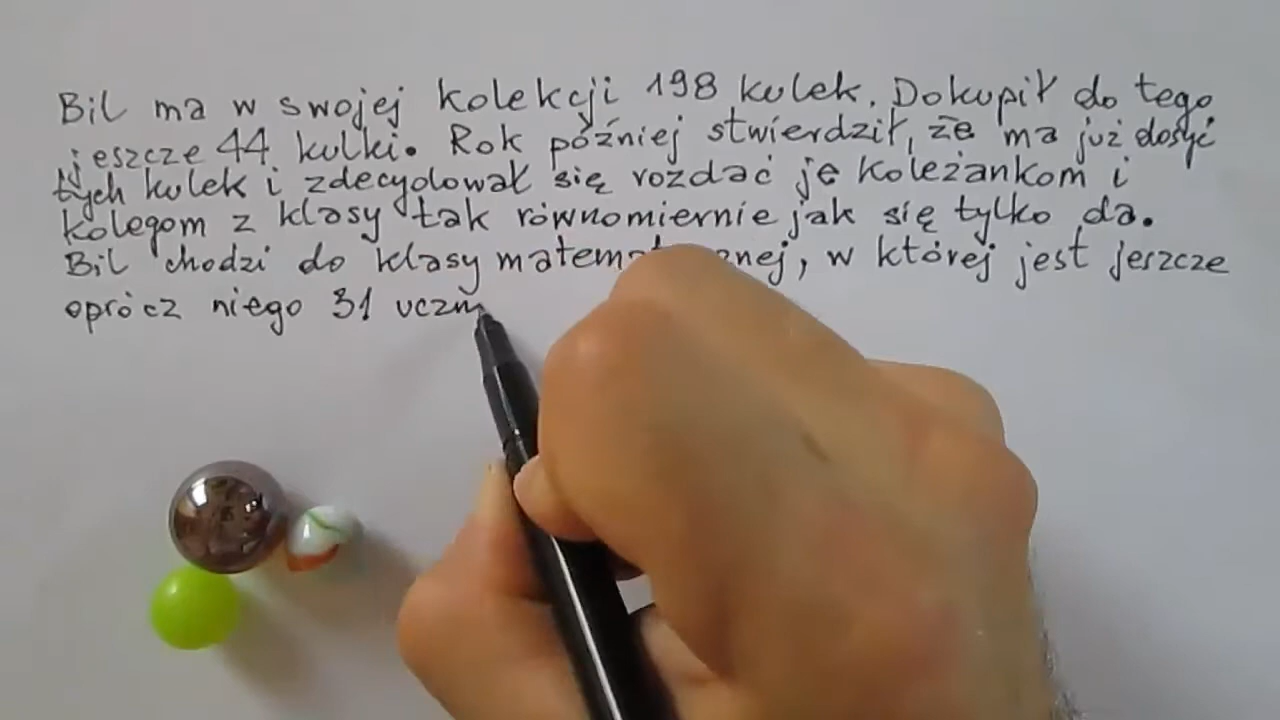 Bil ma w swojej kolekcji 198 kulek. Dokupił do tego
jeszcze 44 kulki. Rok później stwierdził, że ma już dosyć
tych kulek i zdecydował się rozdać je koleżankom i
kolegom z klasy tak równomiernie jak się tylko da.
Bil chodzi do klasy , w której jest jeszcze
oprócz niego 31